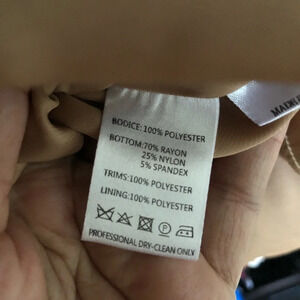 BODICE:100% POLYESTER
BOTTOM:70% RAYON
25% NYLON
5% SPANDEX
TRIMS:100% POLYESTER
LINING:100% POLYESTER
PROFESSIONAL DRY-CLEAN ONLY
MADE